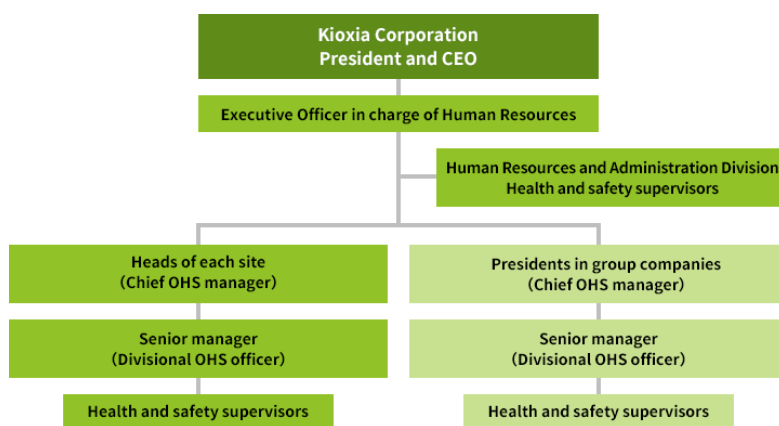 Kioxia Corporation
President and CEO
Executive Officer in charge of Human Resources
Human Resources and Administration Division
Health and safety supervisors
Heads of each site
(Chief OHS manager)
Senior manager
(Divisional OHS officer)
Health and safety supervisors
Presidents in group companies
(Chief OHS manager)
Senior manager
(Divisional OHS officer)
Health and safety supervisors